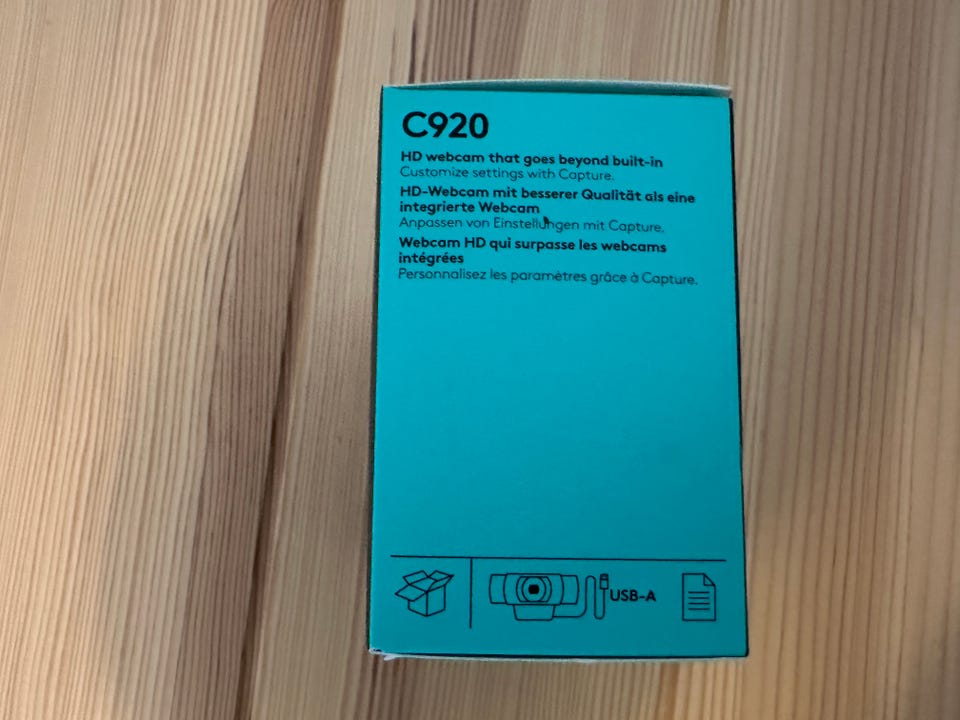 C920
HD webcam that goes beyond built-in
Customize settings with Capture.
HD-Webcam mit besserer Qualität als eine
integrierte Webcam
Anpassen von Einstellungen mit Capture.
Webcam HD qui surpasse les webcams
intégrées
Personnalisez les paramètres grâce à Capture.
USB-A